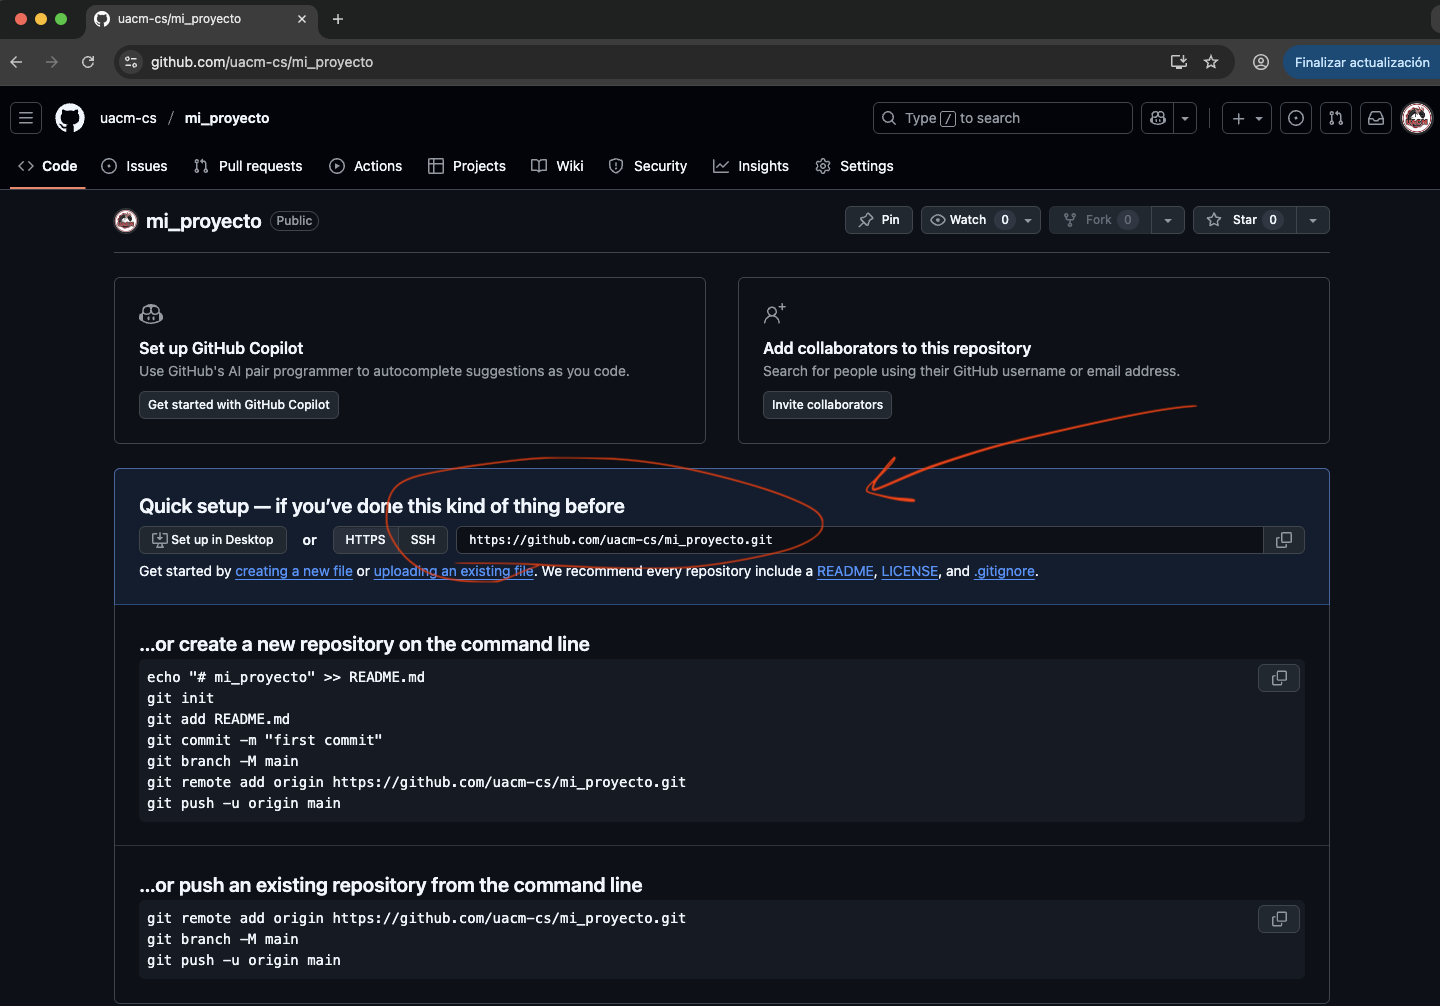 uacm-cs/mi_proyecto
github.com/uacm-cs/mi_proyecto
Finalizar actualización
uacm-cs / mi_proyecto
Type / to search
Code Issues Pull requests Actions Projects Wiki Security Insights Settings
mi_proyecto Public
Pin Watch 0 Fork 0 Star 0
Set up GitHub Copilot
Use GitHub's AI pair programmer to autocomplete suggestions as you code.
Get started with GitHub Copilot
Add collaborators to this repository
Search for people using their GitHub username or email address.
Invite collaborators
Quick setup — if you’ve done this kind of thing before
Set up in Desktop or HTTPS SSH https://github.com/uacm-cs/mi_proyecto.git
Get started by creating a new file or uploading an existing file. We recommend every repository include a README, LICENSE, and .gitignore.
...or create a new repository on the command line
echo "# mi_proyecto" >> README.md
git init
git add README.md
git commit -m "first commit"
git branch -M main
git remote add origin https://github.com/uacm-cs/mi_proyecto.git
git push -u origin main
...or push an existing repository from the command line
git remote add origin https://github.com/uacm-cs/mi_proyecto.git
git branch -M main
git push -u origin main